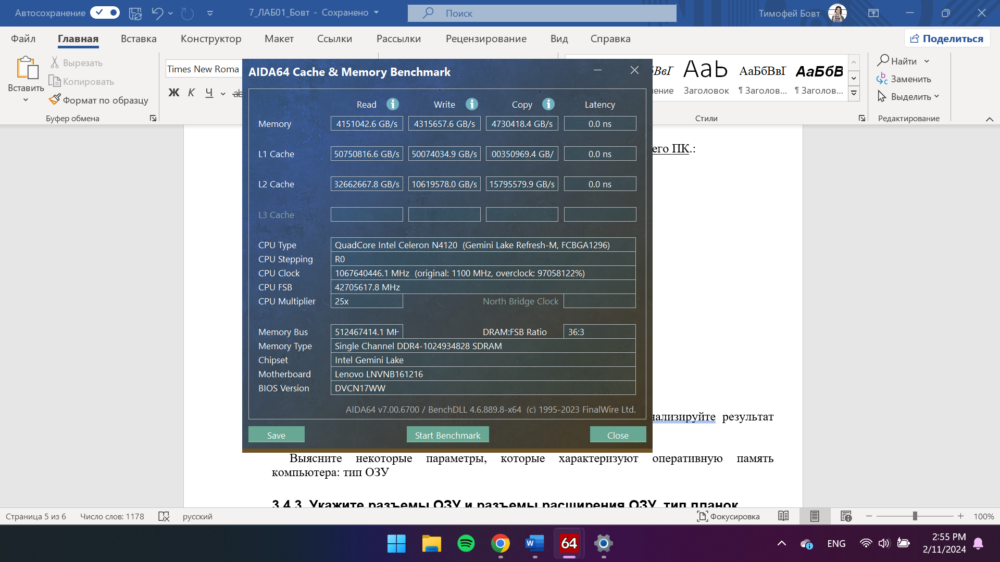 Автосохранение
7_ЛАБ01_Бовт - Сохранено
Поиск
Тимофей Бовт
Файл Главная Вставка Конструктор Макет Ссылки Рассылки Рецензирование Вид Справка
Поделиться
Вставить
Вырезать
Копировать
Формат по образцу
Буфер обмена
Times New Roma
Ж К Ч ab
AaБбВвГ
АаБбВ
Заголовок ¶ Заголов... ¶ Заголов...
Стили
Найти
Заменить
Выделить
Редактирование
AIDA64 Cache & Memory Benchmark
Read Write Copy Latency
Memory 4151042.6 GB/s 4315657.6 GB/s 4730418.4 GB/s 0.0 ns
L1 Cache 50750816.6 GB/s 50074034.9 GB/s 00350969.4 GB/ 0.0 ns
L2 Cache 32662667.8 GB/s 10619578.0 GB/s 15795579.9 GB/s 0.0 ns
L3 Cache
CPU Type QuadCore Intel Celeron N4120 (Gemini Lake Refresh-M, FCBGA1296)
CPU Stepping R0
CPU Clock 1067640446.1 MHz (original: 1100 MHz, overclock: 97058122%)
CPU FSB 42705617.8 MHz
CPU Multiplier 25x North Bridge Clock
Memory Bus 512467414.1 MH DRAM:FSB Ratio 36:3
Memory Type Single Channel DDR4-1024934828 SDRAM
Chipset Intel Gemini Lake
Motherboard Lenovo LNVNB161216
BIOS Version DVCN17WW
AIDA64 v7.00.6700 / BenchDLL 4.6.889.8-x64 (c) 1995-2023 FinalWire Ltd.
Save Start Benchmark Close
его ПК.:
нализируйте результат
Выясните некоторые параметры, которые характеризуют оперативную память
компьютера: тип ОЗУ
3.4.3. Укажите разъемы ОЗУ и разъемы расширения ОЗУ, тип планок
Страница 5 из 6 Число слов: 1178 русский
Фокусировка
100%
64
ENG
2:55 PM
2/11/2024